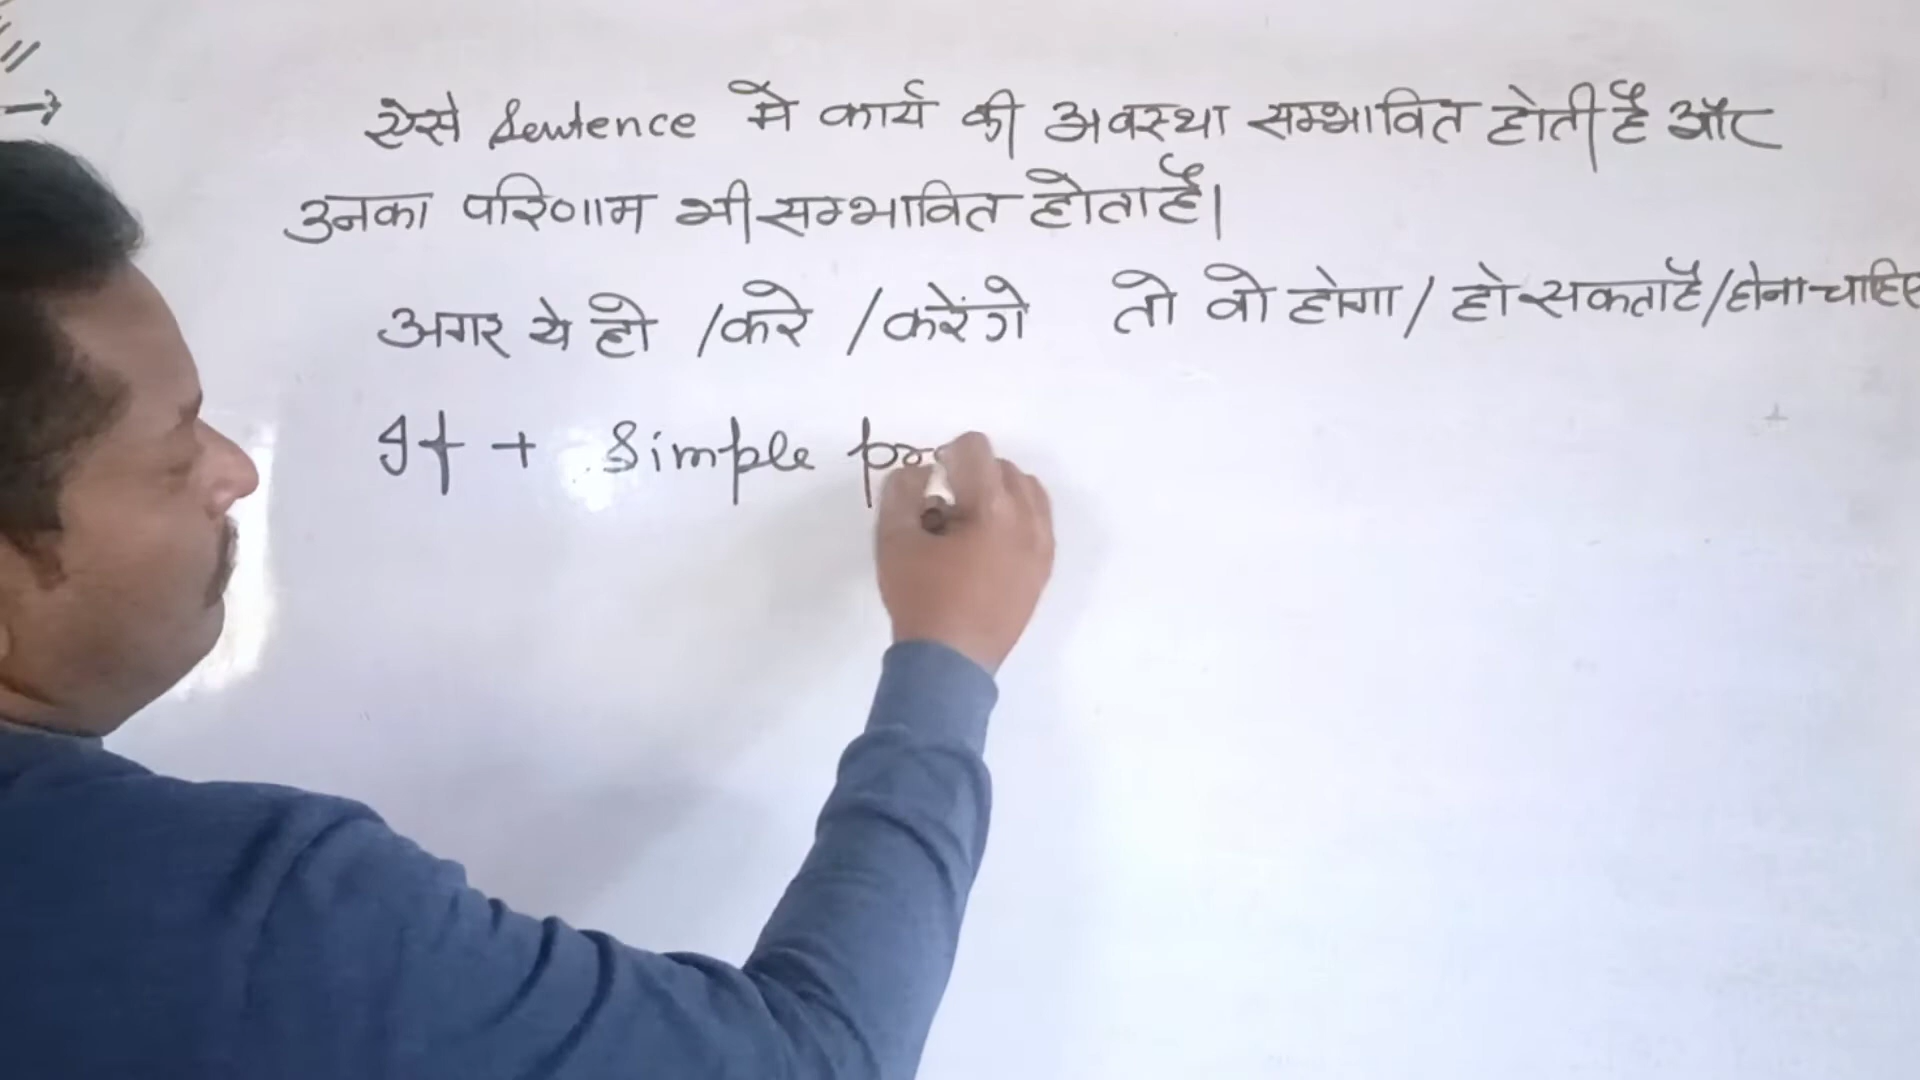 ऐसे Sentence में कार्य की अवस्था सम्भावित होती है और
उनका परिणाम भी सम्भावित होता है।
अगर ये हो /करे /करेंगे तो वो होगा/ हो सकता है/होना चाहिए
If + Simple